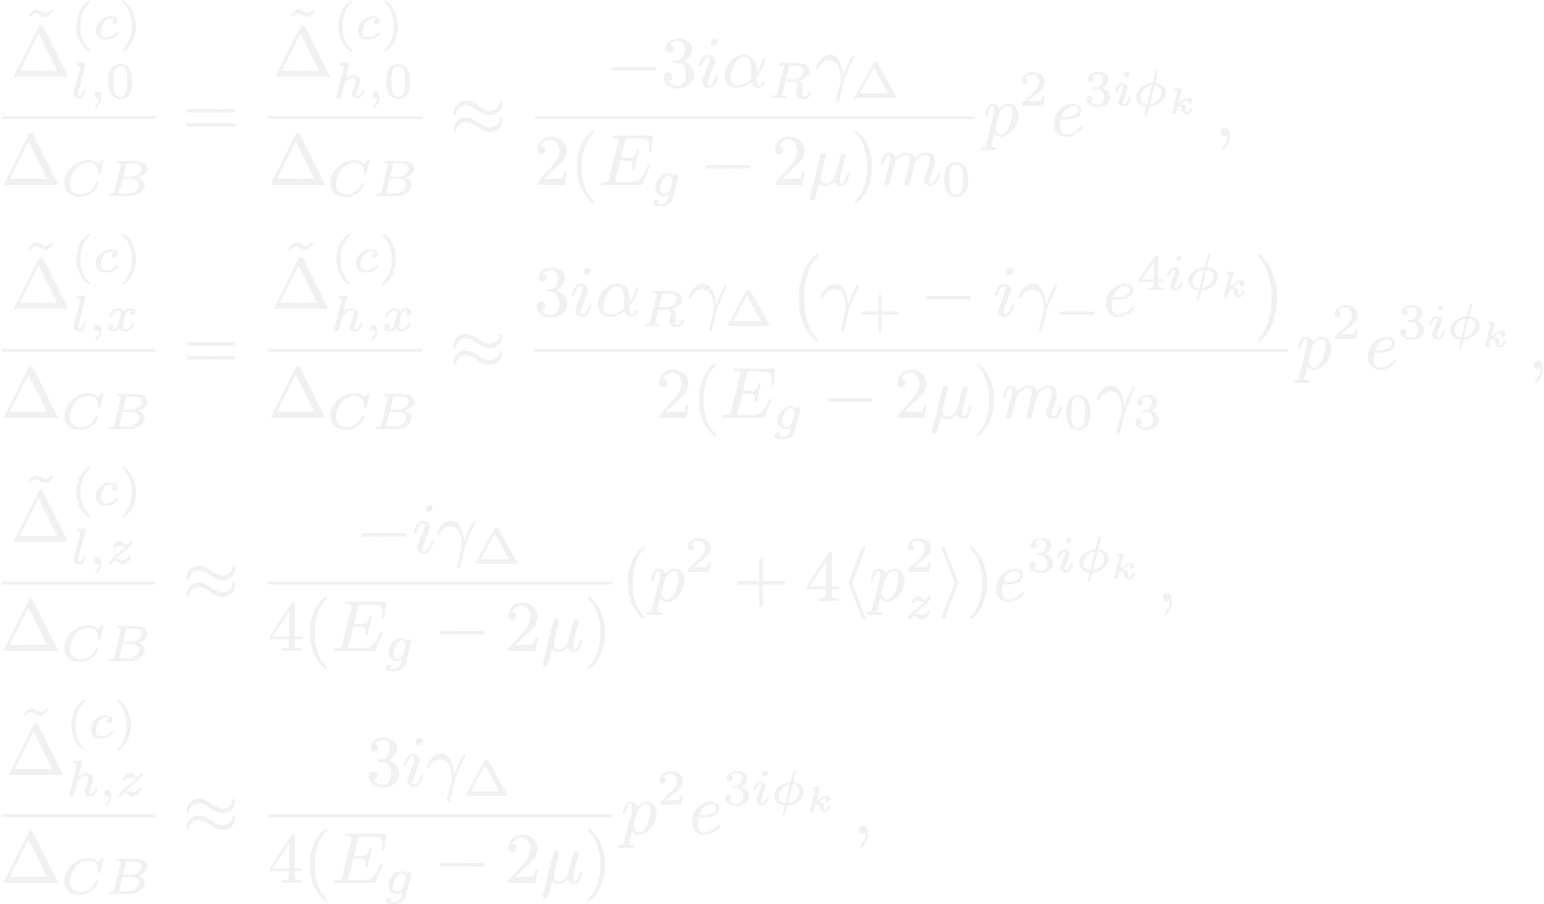 \frac{\tilde{\Delta}_{l,0}^{(c)}}{\Delta_{CB}} = \frac{\tilde{\Delta}_{h,0}^{(c)}}{\Delta_{CB}} \approx \frac{-3i\alpha_R\gamma_\Delta}{2(E_g - 2\mu)m_0} p^2 e^{3i\phi_k} ,
\frac{\tilde{\Delta}_{l,x}^{(c)}}{\Delta_{CB}} = \frac{\tilde{\Delta}_{h,x}^{(c)}}{\Delta_{CB}} \approx \frac{3i\alpha_R\gamma_\Delta \left(\gamma_+ - i\gamma_- e^{4i\phi_k}\right)}{2(E_g - 2\mu)m_0\gamma_3} p^2 e^{3i\phi_k} ,
\frac{\tilde{\Delta}_{l,z}^{(c)}}{\Delta_{CB}} \approx \frac{-i\gamma_\Delta}{4(E_g - 2\mu)} (p^2 + 4\langle p_z^2 \rangle) e^{3i\phi_k} ,
\frac{\tilde{\Delta}_{h,z}^{(c)}}{\Delta_{CB}} \approx \frac{3i\gamma_\Delta}{4(E_g - 2\mu)} p^2 e^{3i\phi_k} ,